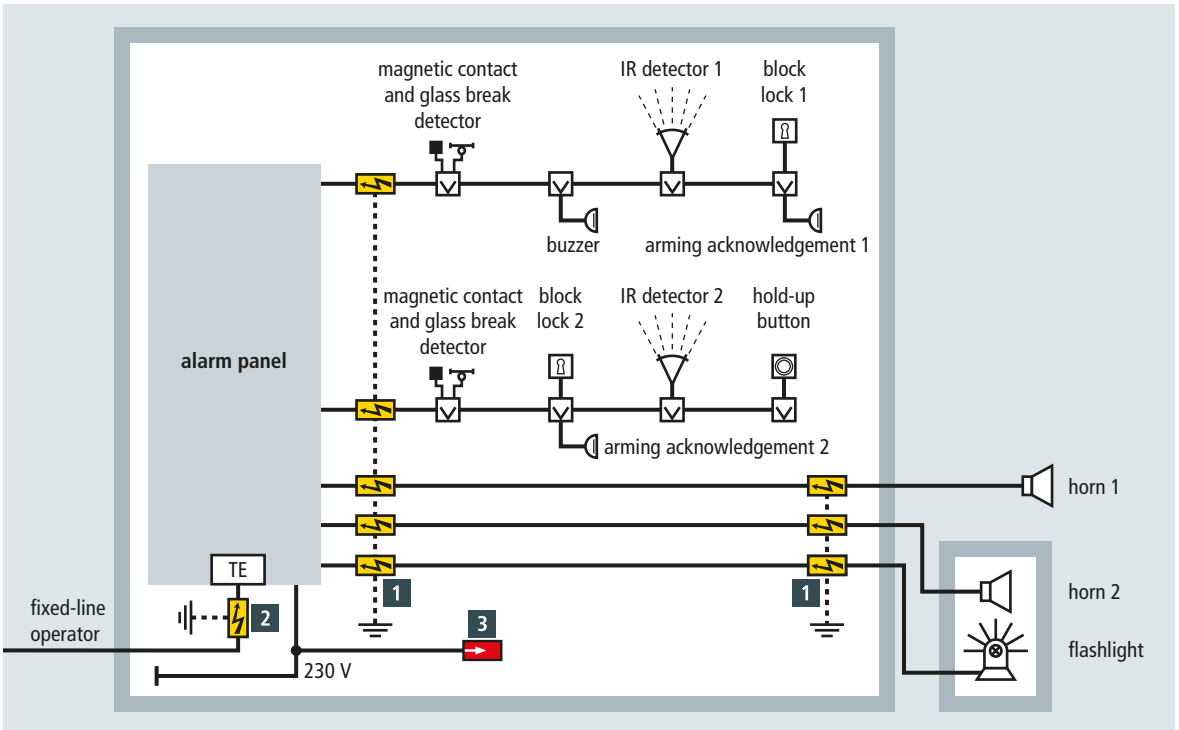 magnetic contact
and glass break
detector
IR detector 1
block
lock 1
buzzer
arming acknowledgement 1
magnetic contact
and glass break
detector
block
lock 2
IR detector 2
hold-up
button
alarm panel
arming acknowledgement 2
horn 1
TE
1
1
fixed-line
operator
2
3
230 V
horn 2
flashlight